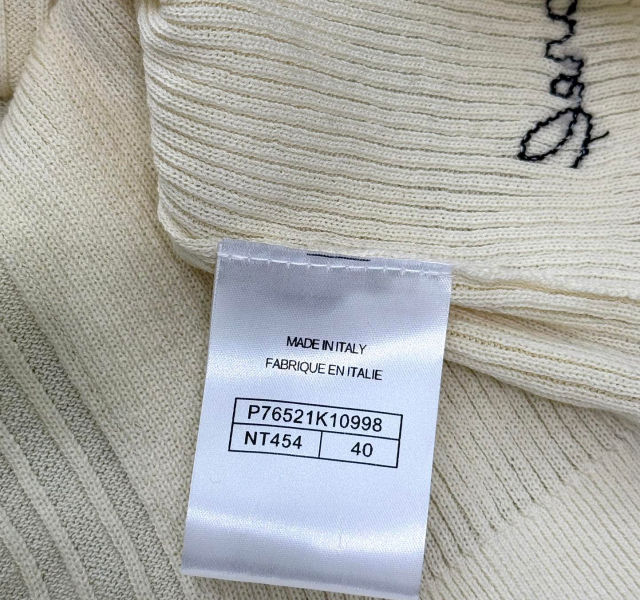 MADE IN ITALY
FABRIQUE EN ITALIE
P76521K10998
NT454 40